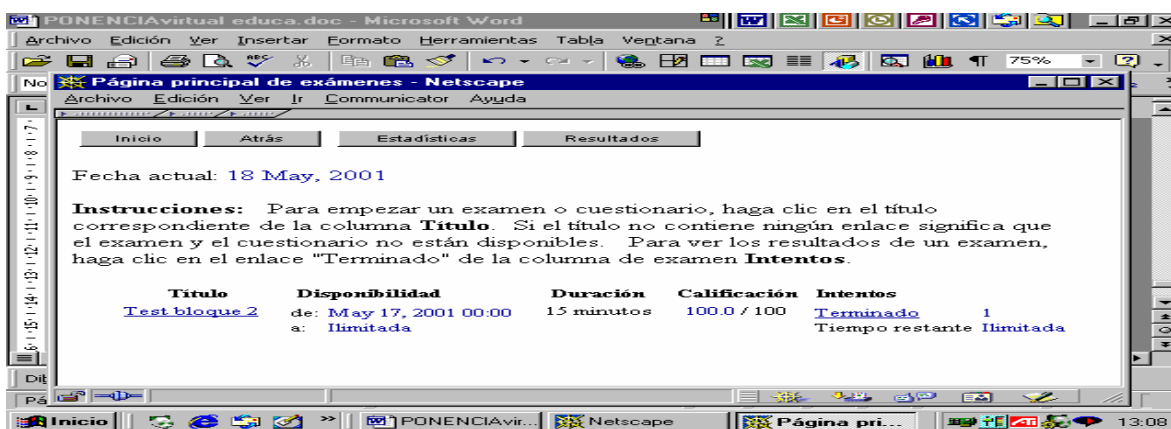 PONENCIAvirtual educa.doc - Microsoft Word
Archivo Edición Ver Insertar Formato Herramientas Tabla Ventana ?
75%
No
Página principal de exámenes - Netscape
Archivo Edición Ver Ir Communicator Ayuda
Inicio Atrás Estadísticas Resultados
Fecha actual: 18 May, 2001
Instrucciones: Para empezar un examen o cuestionario, haga clic en el título
correspondiente de la columna Título. Si el título no contiene ningún enlace significa que
el examen y el cuestionario no están disponibles. Para ver los resultados de un examen,
haga clic en el enlace "Terminado" de la columna de examen Intentos.
Título Disponibilidad Duración Calificación Intentos
Test bloque 2 de: May 17, 2001 00:00 15 minutos 100.0 / 100 Terminado 1
a: Ilimitada Tiempo restante Ilimitada
Dib
Pá
Inicio PONENCIAvir... Netscape Página pri... 13:08